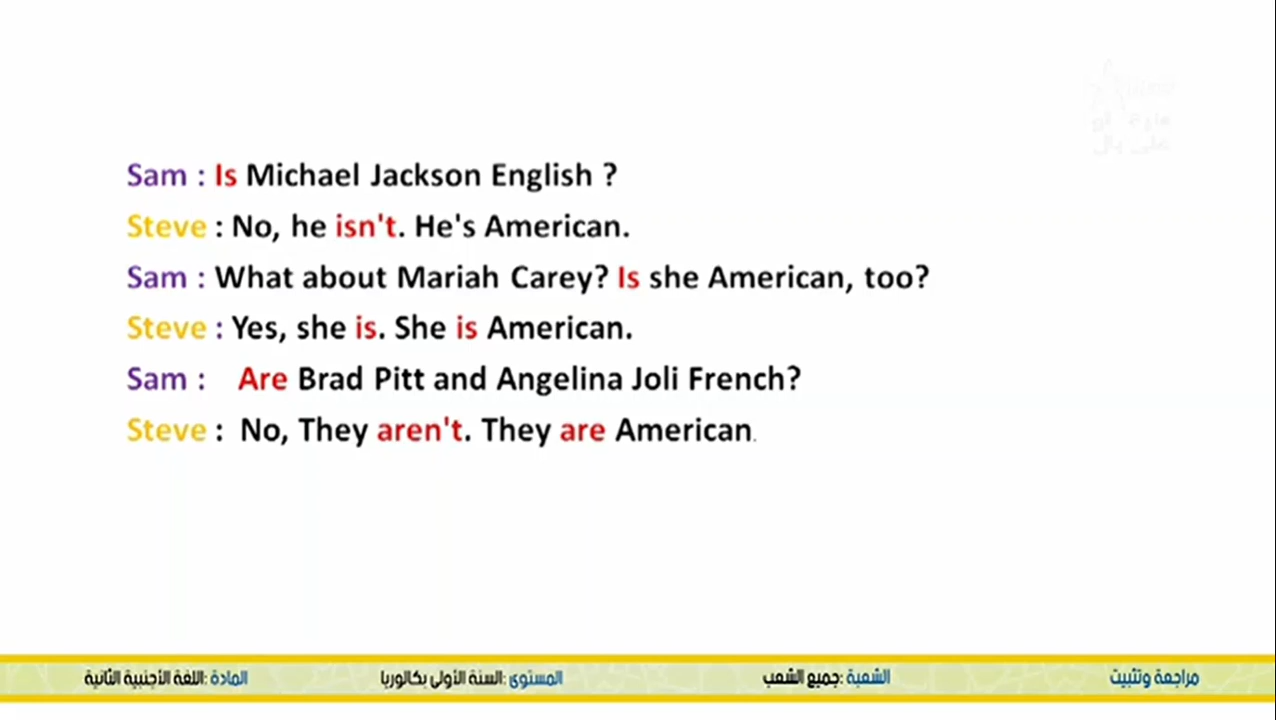 Sam : Is Michael Jackson English ?
Steve : No, he isn't. He's American.
Sam : What about Mariah Carey? Is she American, too?
Steve : Yes, she is. She is American.
Sam : Are Brad Pitt and Angelina Joli French?
Steve : No, They aren't. They are American.
مراجعة وتثبيت الشعبة :جميع الشعب المستوى :السنة الأولى بكالوريا المادة :اللغة الأجنبية الثانية